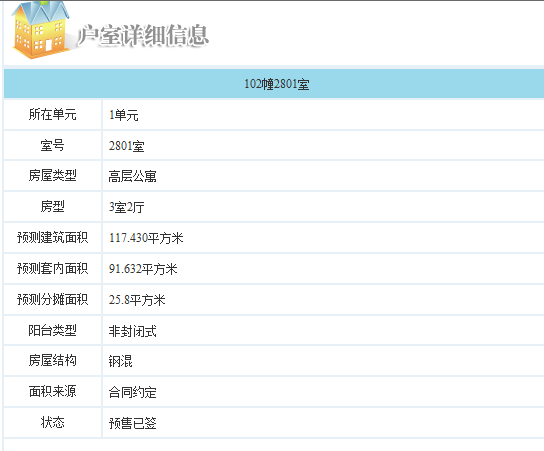 户室详细信息
102幢2801室
所在单元 1单元
室号 2801室
房屋类型 高层公寓
房型 3室2厅
预测建筑面积 117.430平方米
预测套内面积 91.632平方米
预测分摊面积 25.8平方米
阳台类型 非封闭式
房屋结构 钢混
面积来源 合同约定
状态 预售已签